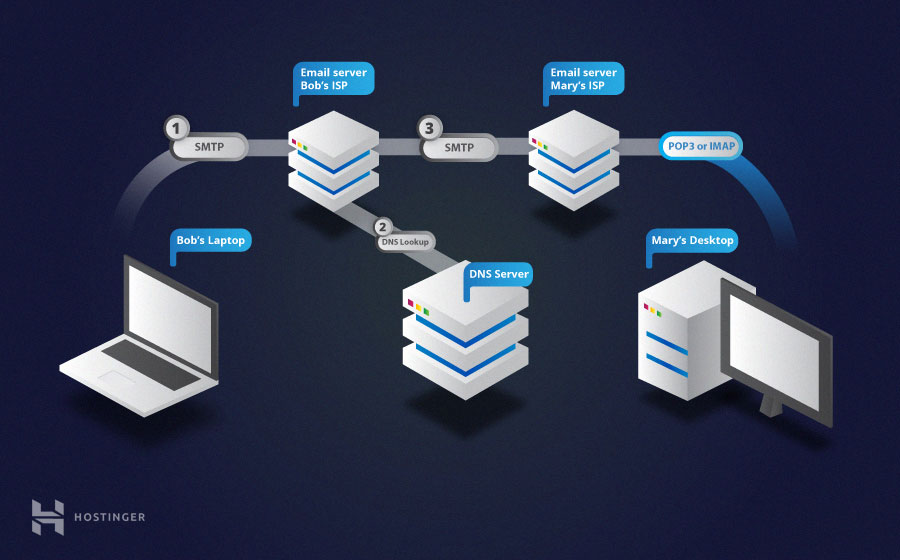 Email server
Bob's ISP
Email server
Mary's ISP
1
SMTP
3
SMTP
POP3 or IMAP
2
DNS Lookup
Bob's Laptop
DNS Server
Mary's Desktop
HOSTINGER